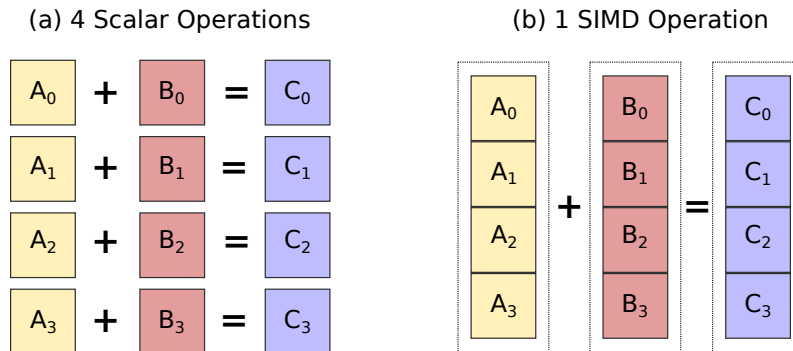 (a) 4 Scalar Operations
A₀ + B₀ = C₀
A₁ + B₁ = C₁
A₂ + B₂ = C₂
A₃ + B₃ = C₃
(b) 1 SIMD Operation
A₀ B₀ C₀
A₁ B₁ C₁
+ =
A₂ B₂ C₂
A₃ B₃ C₃